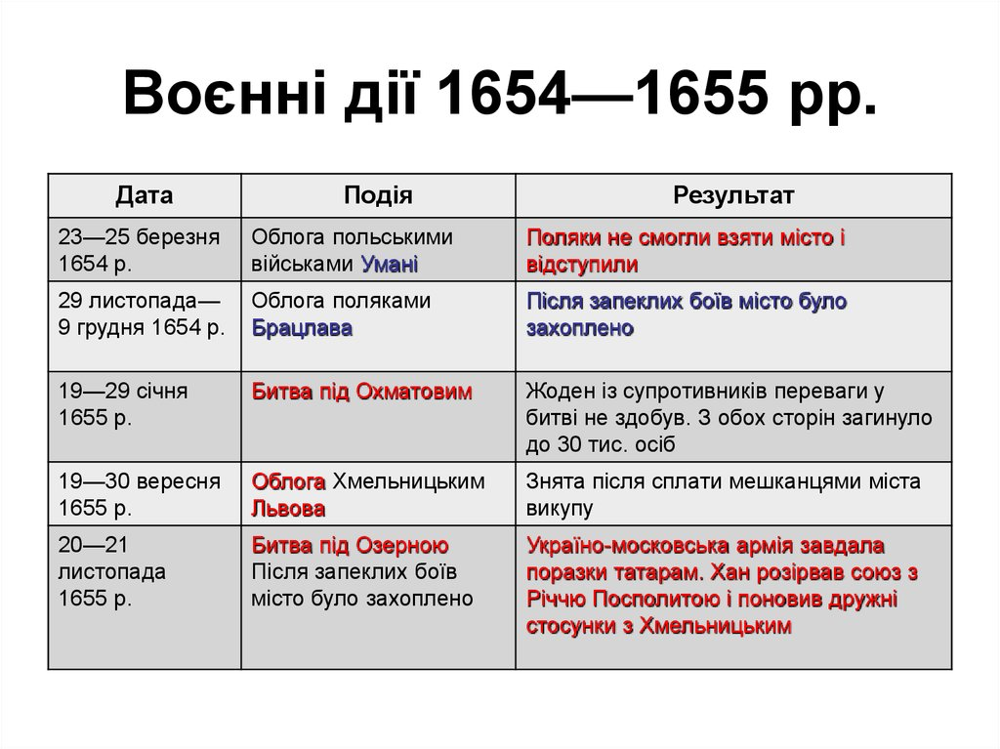 Воєнні дії 1654—1655 рр.
Дата
Подія
Результат
23—25 березня
1654 р.
Облога польськими
військами Умані
Поляки не смогли взяти місто і
відступили
29 листопада—
9 грудня 1654 р.
Облога поляками
Брацлава
Після запеклих боїв місто було
захоплено
19—29 січня
1655 р.
Битва під Охматовим
Жоден із супротивників переваги у
битві не здобув. З обох сторін загинуло
до 30 тис. осіб
19—30 вересня
1655 р.
Облога Хмельницьким
Львова
Знята після сплати мешканцями міста
викупу
20—21
листопада
1655 р.
Битва під Озерною
Після запеклих боїв
місто було захоплено
Україно-московська армія завдала
поразки татарам. Хан розірвав союз з
Річчю Посполитою і поновив дружні
стосунки з Хмельницьким